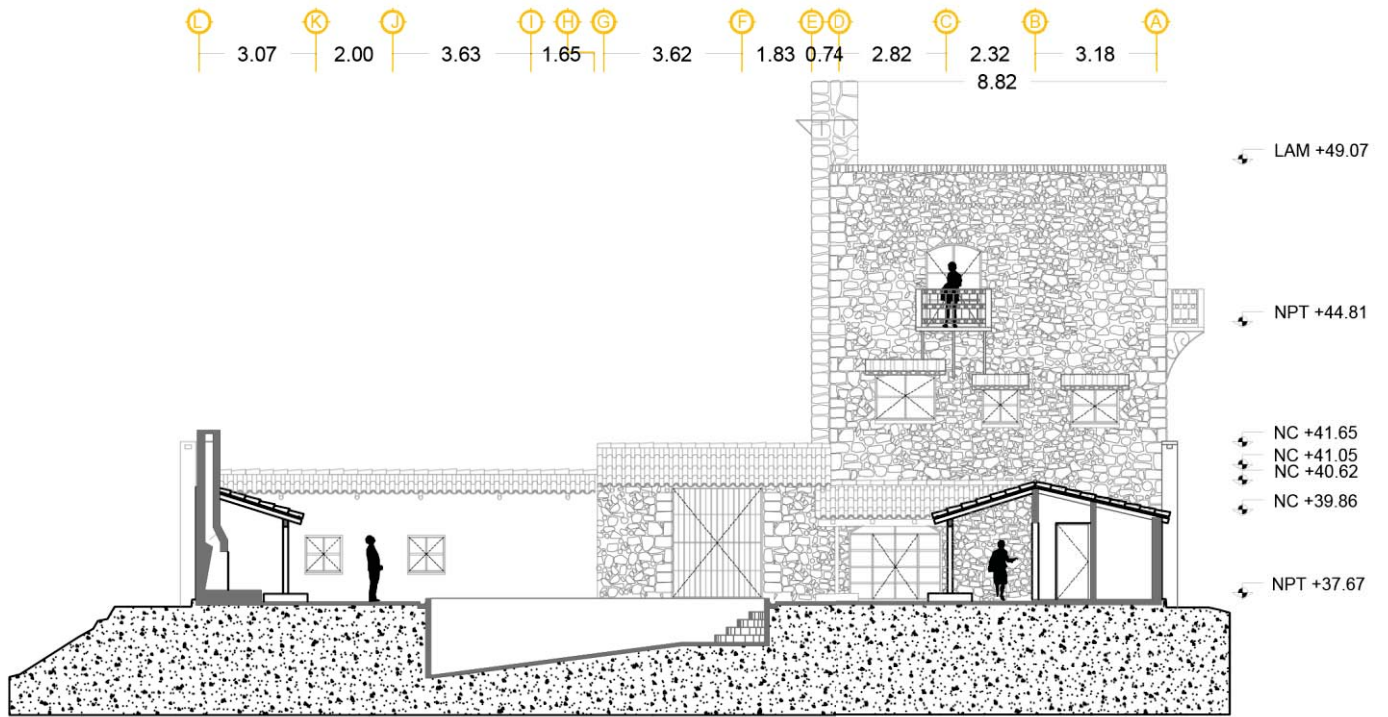 L K J I H G F E D C B A
3.07 2.00 3.63 1.65 3.62 1.83 0.74 2.82 2.32 3.18
8.82
LAM +49.07
NPT +44.81
NC +41.65
NC +41.05
NC +40.62
NC +39.86
NPT +37.67